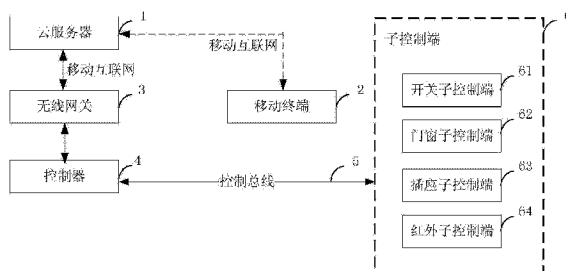 云服务器
1
移动互联网
移动互联网
无线网关
3
移动终端
2
控制器
4
控制总线
5
子控制端
6
开关子控制端
61
门窗子控制端
62
插座子控制端
63
红外子控制端
64